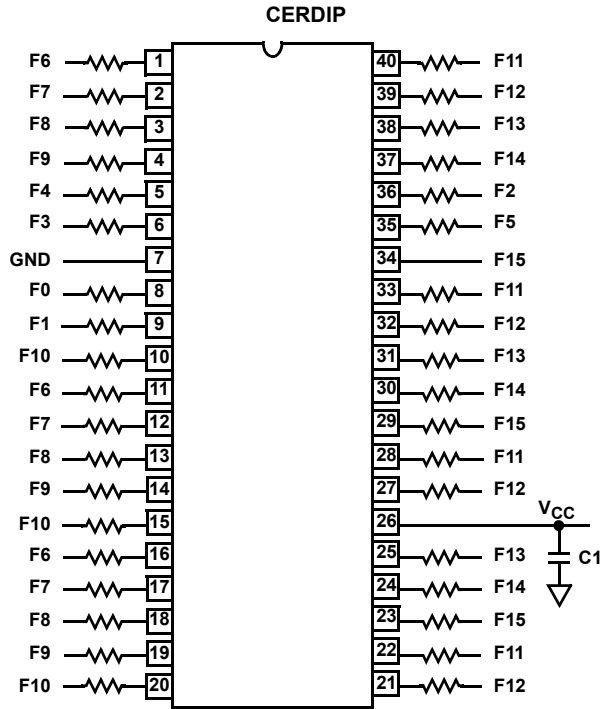 CERDIP
F6 1 40 F11
F7 2 39 F12
F8 3 38 F13
F9 4 37 F14
F4 5 36 F2
F3 6 35 F5
GND 7 34 F15
F0 8 33 F11
F1 9 32 F12
F10 10 31 F13
F6 11 30 F14
F7 12 29 F15
F8 13 28 F11
F9 14 27 F12
F10 15 26 VCC
F6 16 25 F13 C1
F7 17 24 F14
F8 18 23 F15
F9 19 22 F11
F10 20 21 F12